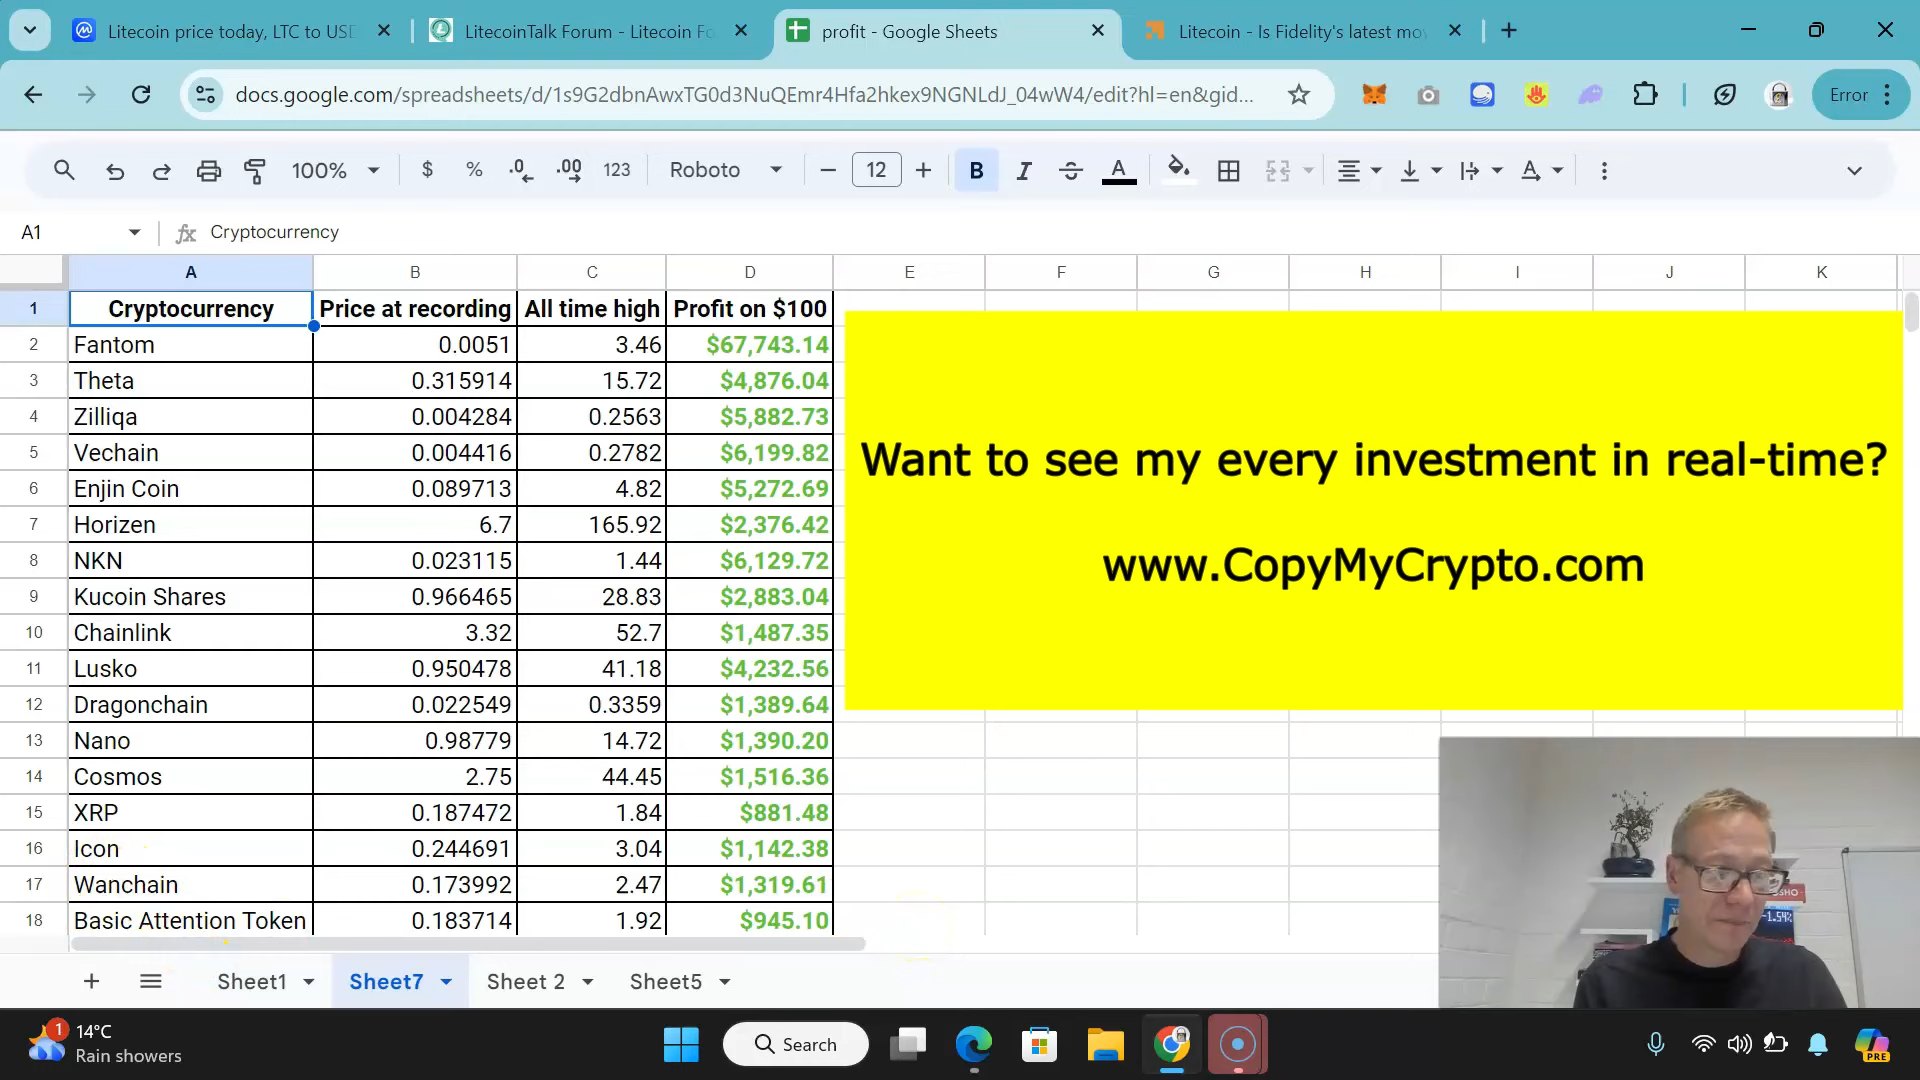 Litecoin price today, LTC to USD
LitecoinTalk Forum - Litecoin Fo
profit - Google Sheets
Litecoin - Is Fidelity's latest mov
docs.google.com/spreadsheets/d/1s9G2dbnAwxTG0d3NuQEmr4Hfa2hkex9NGNLdJ_04wW4/edit?hl=en&gid...
Error
100% $ % .0 .00 123 Roboto 12 B I A
A1 fx Cryptocurrency
A B C D E F G H I J K
1 Cryptocurrency Price at recording All time high Profit on $100
2 Fantom 0.0051 3.46 $67,743.14
3 Theta 0.315914 15.72 $4,876.04
4 Zilliqa 0.004284 0.2563 $5,882.73
5 Vechain 0.004416 0.2782 $6,199.82
6 Enjin Coin 0.089713 4.82 $5,272.69
7 Horizen 6.7 165.92 $2,376.42
8 NKN 0.023115 1.44 $6,129.72
9 Kucoin Shares 0.966465 28.83 $2,883.04
10 Chainlink 3.32 52.7 $1,487.35
11 Lusko 0.950478 41.18 $4,232.56
12 Dragonchain 0.022549 0.3359 $1,389.64
13 Nano 0.98779 14.72 $1,390.20
14 Cosmos 2.75 44.45 $1,516.36
15 XRP 0.187472 1.84 $881.48
16 Icon 0.244691 3.04 $1,142.38
17 Wanchain 0.173992 2.47 $1,319.61
18 Basic Attention Token 0.183714 1.92 $945.10
Want to see my every investment in real-time?
www.CopyMyCrypto.com
-1.54%
Sheet1 Sheet7 Sheet 2 Sheet5
1 14°C
Rain showers
Search
PRE